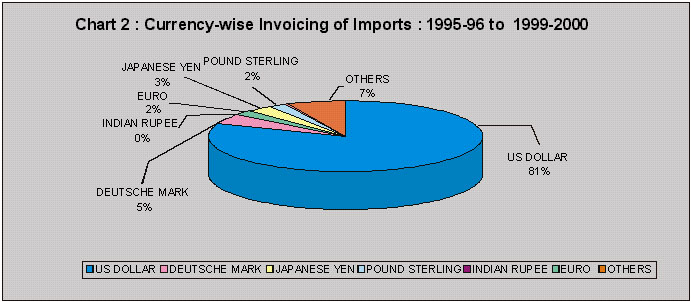 Chart 2 : Currency-wise Invoicing of Imports : 1995-96 to 1999-2000
POUND STERLING
2%
JAPANESE YEN
3%
OTHERS
7%
EURO
2%
INDIAN RUPEE
0%
US DOLLAR
81%
DEUTSCHE MARK
5%
US DOLLAR DEUTSCHE MARK JAPANESE YEN POUND STERLING INDIAN RUPEE EURO OTHERS